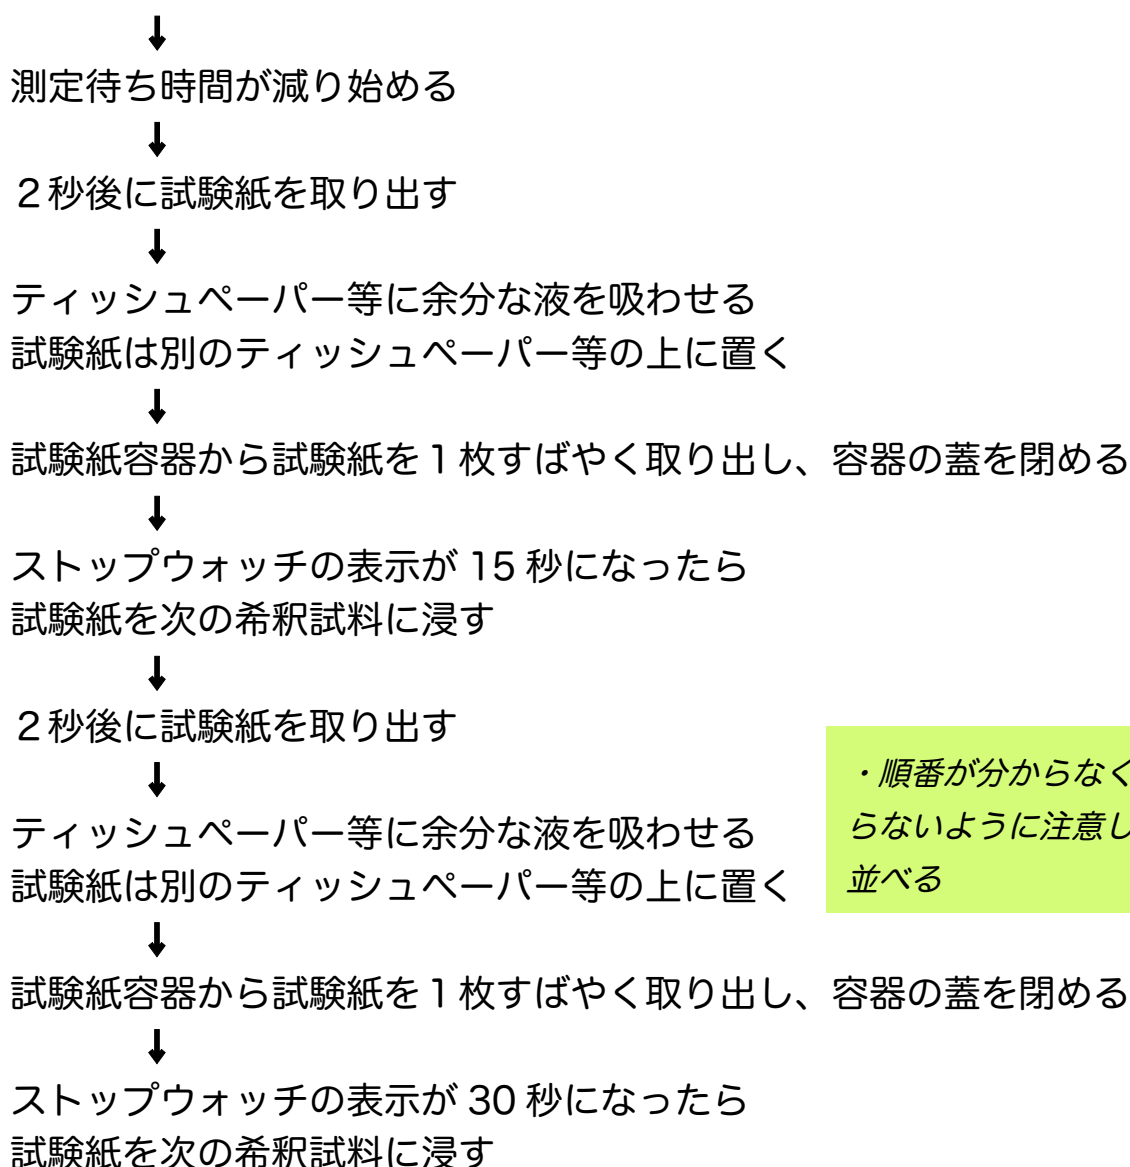 ↓
測定待ち時間が減り始める
↓
２秒後に試験紙を取り出す
↓
ティッシュペーパー等に余分な液を吸わせる
試験紙は別のティッシュペーパー等の上に置く
↓
試験紙容器から試験紙を１枚すばやく取り出し、容器の蓋を閉める
↓
ストップウォッチの表示が 15 秒になったら
試験紙を次の希釈試料に浸す
↓
２秒後に試験紙を取り出す
↓
ティッシュペーパー等に余分な液を吸わせる
試験紙は別のティッシュペーパー等の上に置く
・順番が分からなく
らないように注意し
並べる
↓
試験紙容器から試験紙を１枚すばやく取り出し、容器の蓋を閉める
↓
ストップウォッチの表示が 30 秒になったら
試験紙を次の希釈試料に浸す